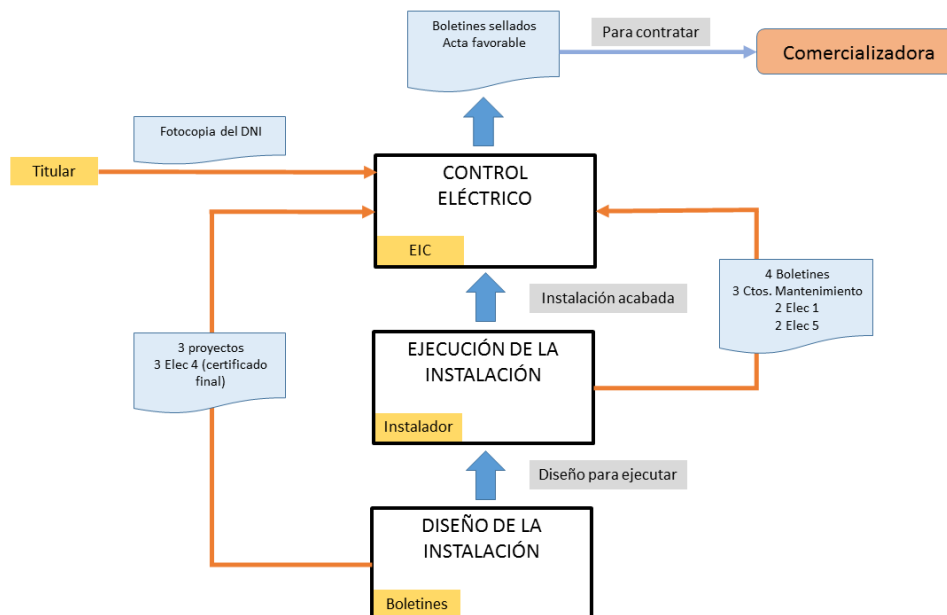 Boletines sellados
Acta favorable
Para contratar
Comercializadora
Fotocopia del DNI
Titular
CONTROL
ELÉCTRICO
EIC
4 Boletines
3 Ctos. Mantenimiento
2 Elec 1
2 Elec 5
Instalación acabada
3 proyectos
3 Elec 4 (certificado
final)
EJECUCIÓN DE LA
INSTALACIÓN
Instalador
Diseño para ejecutar
DISEÑO DE LA
INSTALACIÓN
Boletines